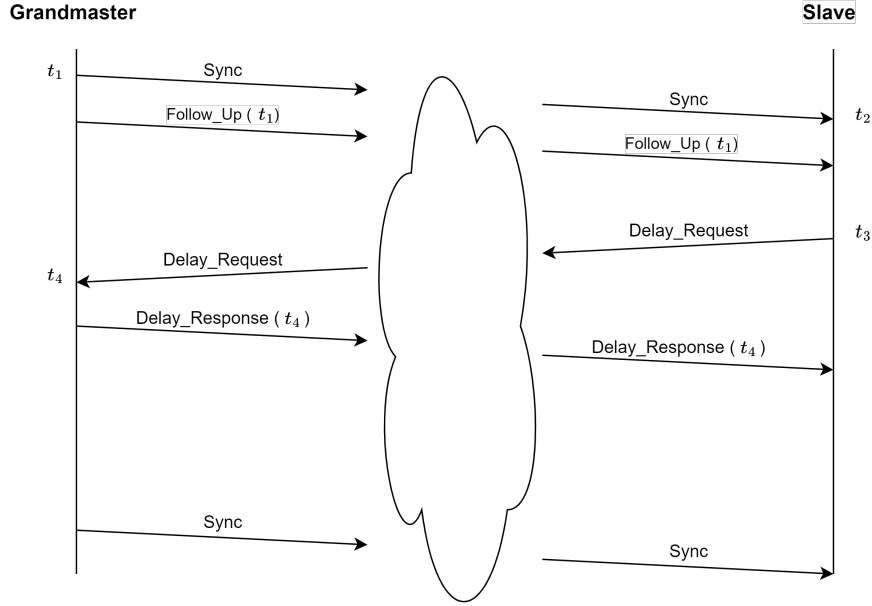 Grandmaster
Slave
t₁
Sync
Sync
t₂
Follow_Up ( t₁)
Follow_Up ( t₁)
Delay_Request
t₃
t₄
Delay_Request
Delay_Response ( t₄ )
Delay_Response ( t₄ )
Sync
Sync